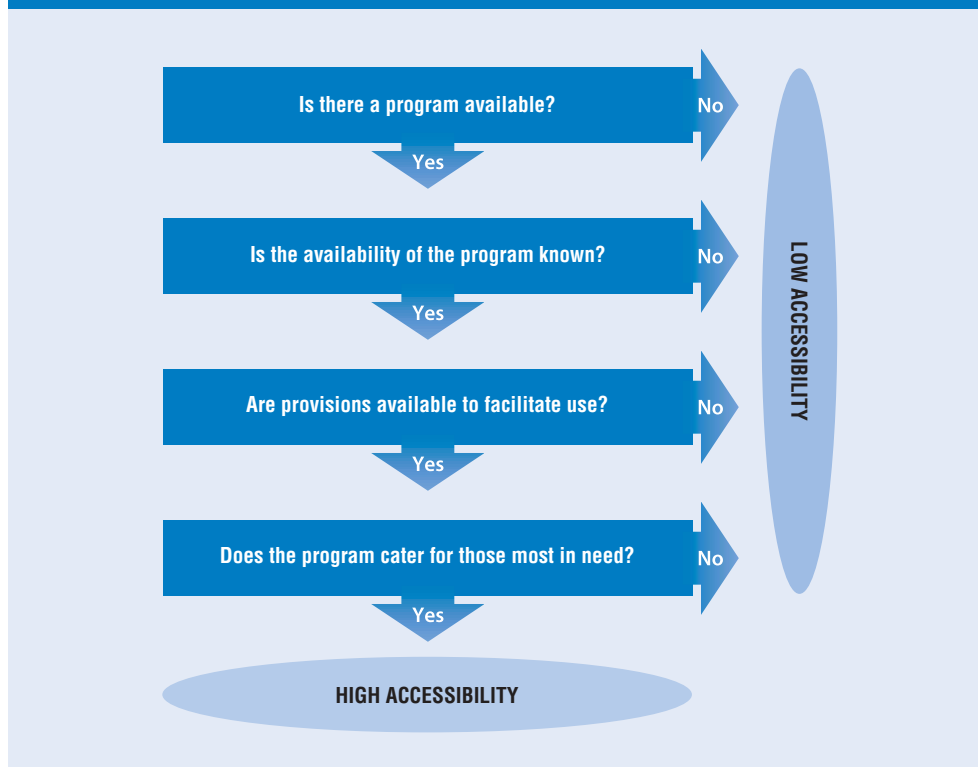 Is there a program available?
No
Yes
Is the availability of the program known?
No
Yes
Are provisions available to facilitate use?
No
Yes
Does the program cater for those most in need?
No
Yes
LOW ACCESSIBILITY
HIGH ACCESSIBILITY